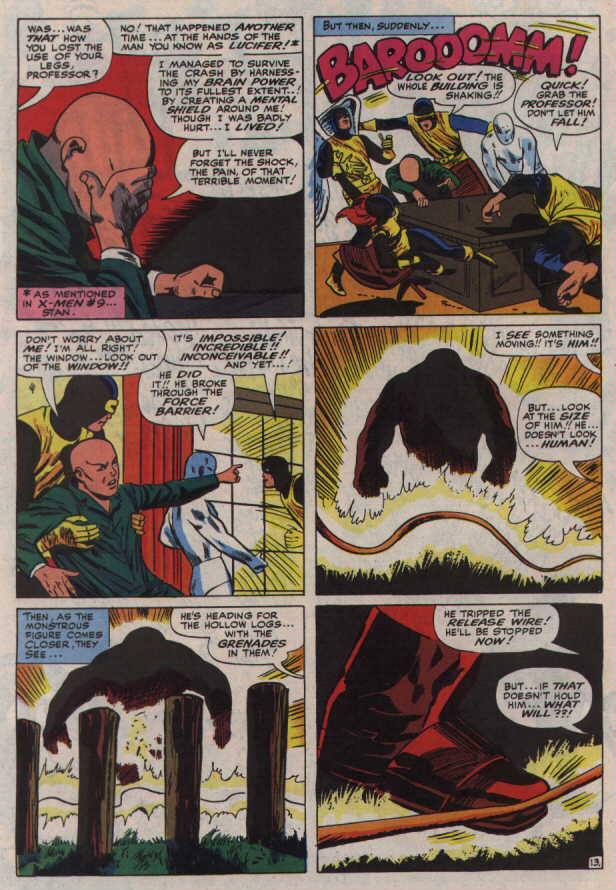 WAS...WAS
THAT HOW
YOU LOST THE
USE OF YOUR
LEGS,
PROFESSOR?
NO! THAT HAPPENED ANOTHER
TIME...AT THE HANDS OF THE
MAN YOU KNOW AS LUCIFER!*
I MANAGED TO SURVIVE
THE CRASH BY HARNESS-
ING MY BRAIN POWER
TO ITS FULLEST EXTENT..!
BY CREATING A MENTAL
SHIELD AROUND ME!
THOUGH I WAS BADLY
HURT...I LIVED!
BUT I'LL NEVER
FORGET THE SHOCK,
THE PAIN, OF THAT
TERRIBLE MOMENT!
* AS MENTIONED
IN X-MEN #9...
STAN.
BUT THEN, SUDDENLY...
BAROOOMM!
LOOK OUT! THE
WHOLE BUILDING IS
SHAKING!!
QUICK!
GRAB THE
PROFESSOR!
DON'T LET HIM
FALL!
DON'T WORRY ABOUT
ME! I'M ALL RIGHT!
THE WINDOW...LOOK OUT
OF THE WINDOW!!
IT'S IMPOSSIBLE!
INCREDIBLE!!
INCONCEIVABLE!!
AND YET...!
HE DID
IT!! HE BROKE
THROUGH THE
FORCE
BARRIER!
I SEE SOMETHING
MOVING!! IT'S HIM!!
BUT...LOOK
AT THE SIZE
OF HIM!! HE...
DOESN'T LOOK
...HUMAN!
THEN, AS THE
MONSTROUS
FIGURE COMES
CLOSER, THEY
SEE...
HE'S HEADING FOR
THE HOLLOW LOGS...
WITH THE
GRENADES
IN THEM!
HE TRIPPED THE
RELEASE WIRE!
HE'LL BE STOPPED
NOW!
BUT...IF THAT
DOESN'T HOLD
HIM...WHAT
WILL??!
13